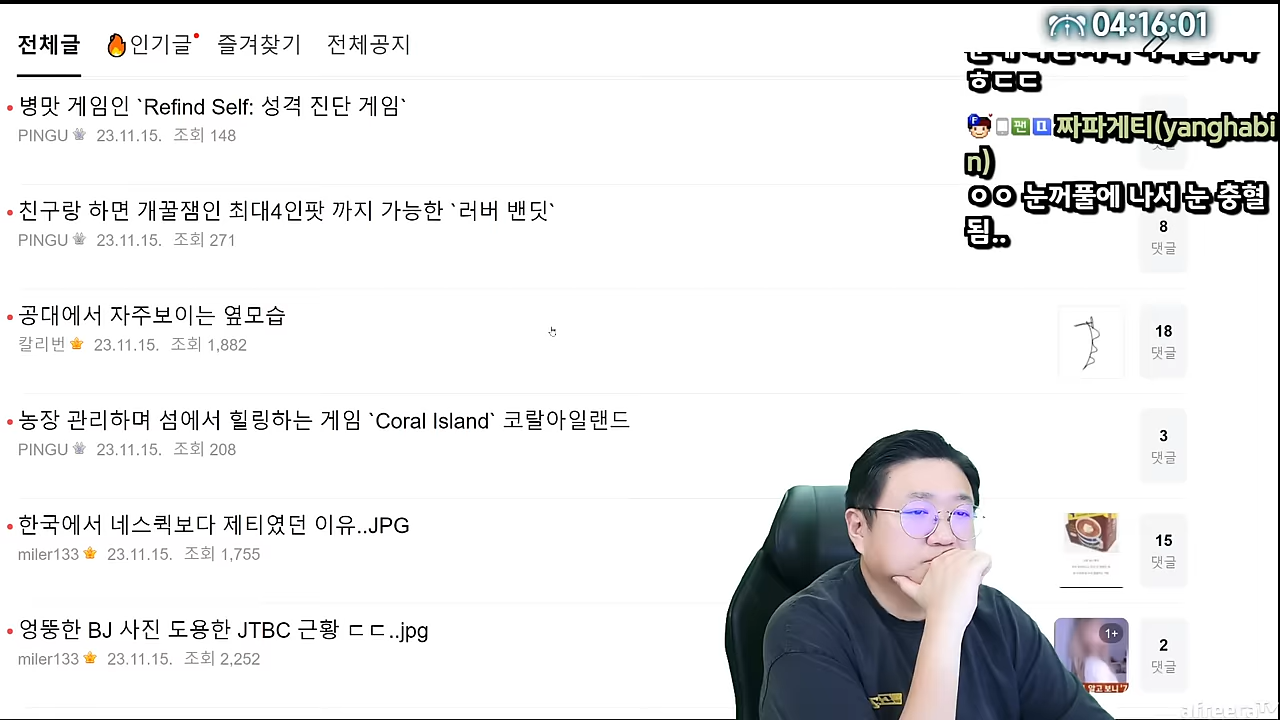 04:16:01
전체글 인기글 즐겨찾기 전체공지
ㅎㄷㄷ
병맛 게임인 `Refind Self: 성격 진단 게임`
PINGU 23.11.15. 조회 148
짜파게티(yanghabi
n)
ㅇㅇ 눈꺼풀에 나서 눈 충혈
됨..
친구랑 하면 개꿀잼인 최대4인팟 까지 가능한 `러버 밴딧`
PINGU 23.11.15. 조회 271
8
댓글
공대에서 자주보이는 옆모습
칼리번 23.11.15. 조회 1,882
18
댓글
농장 관리하며 섬에서 힐링하는 게임 `Coral Island` 코랄아일랜드
PINGU 23.11.15. 조회 208
3
댓글
한국에서 네스퀵보다 제티였던 이유..JPG
miler133 23.11.15. 조회 1,755
15
댓글
엉뚱한 BJ 사진 도용한 JTBC 근황 ㄷㄷ..jpg
miler133 23.11.15. 조회 2,252
1+
알고 보니
2
댓글
afreecaTV